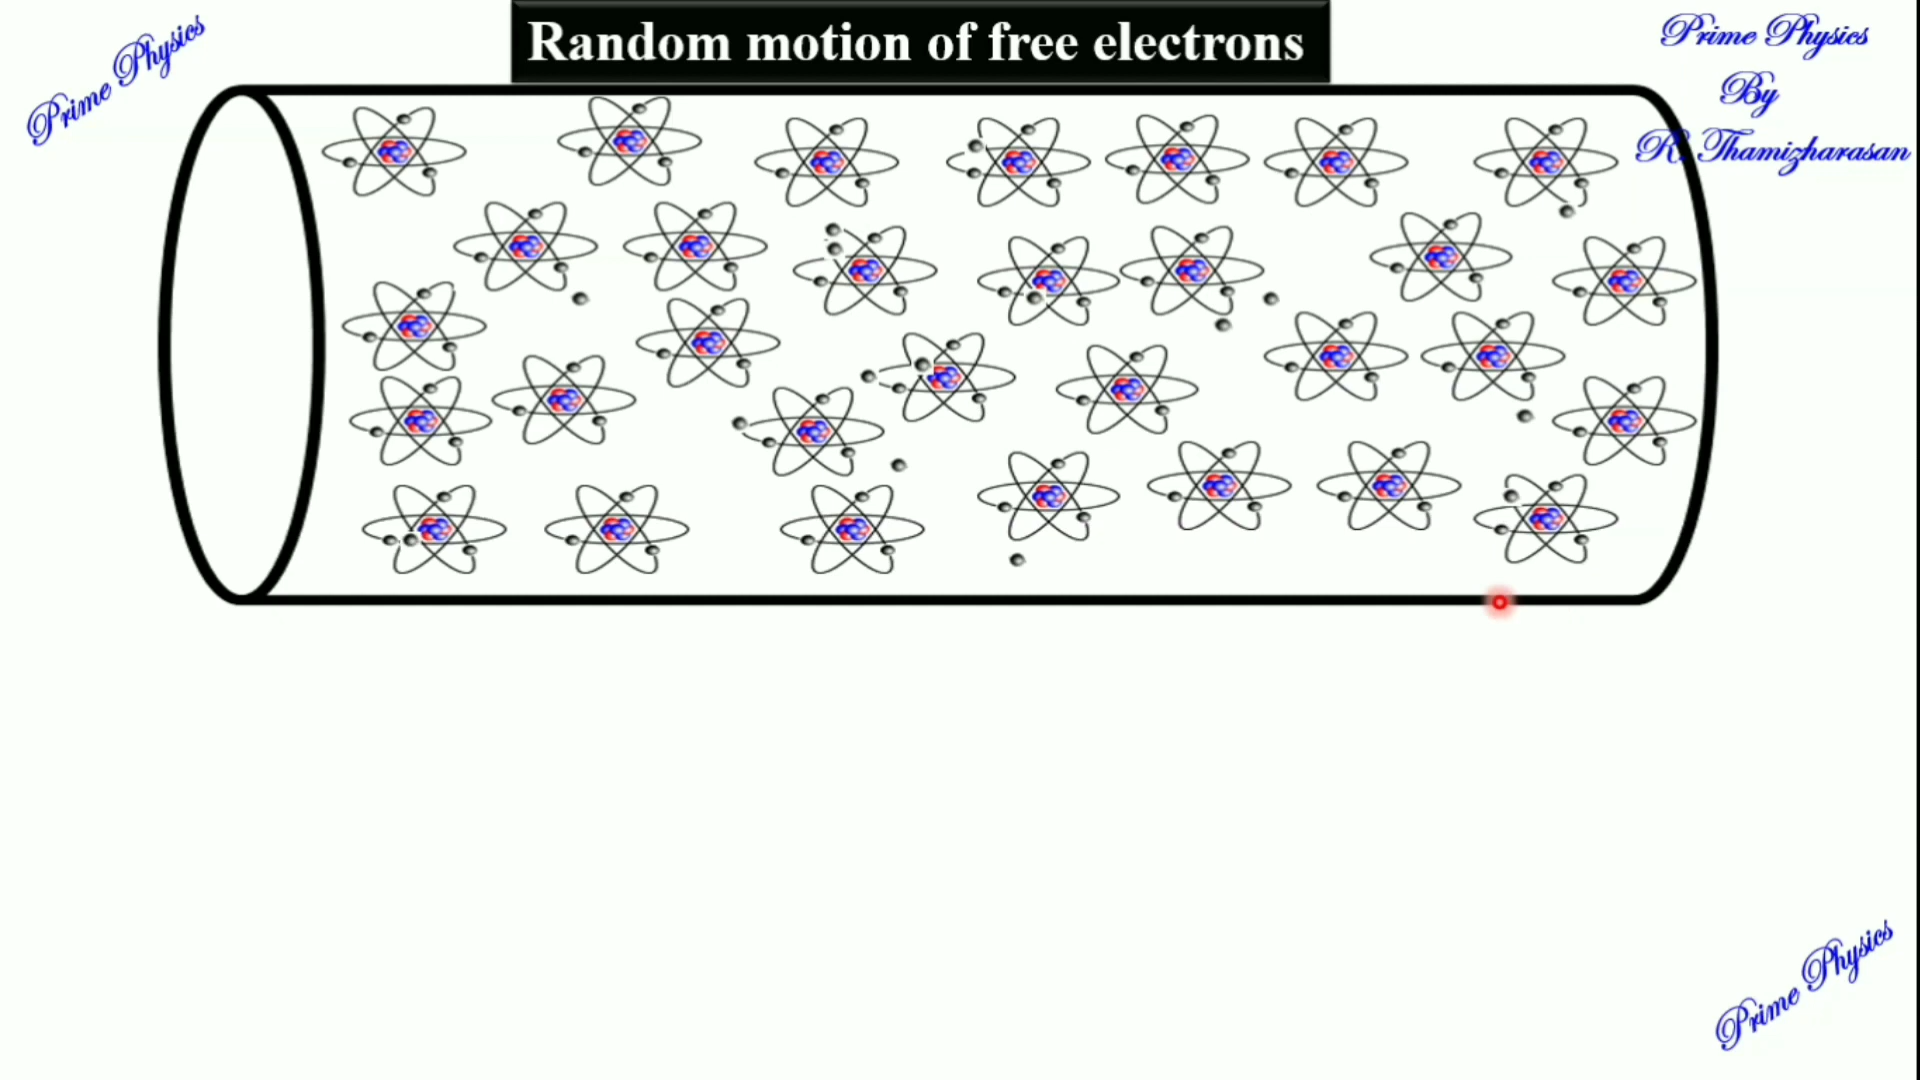 Prime Physics
Random motion of free electrons
Prime Physics
By
R. Thamizharasan
Prime Physics